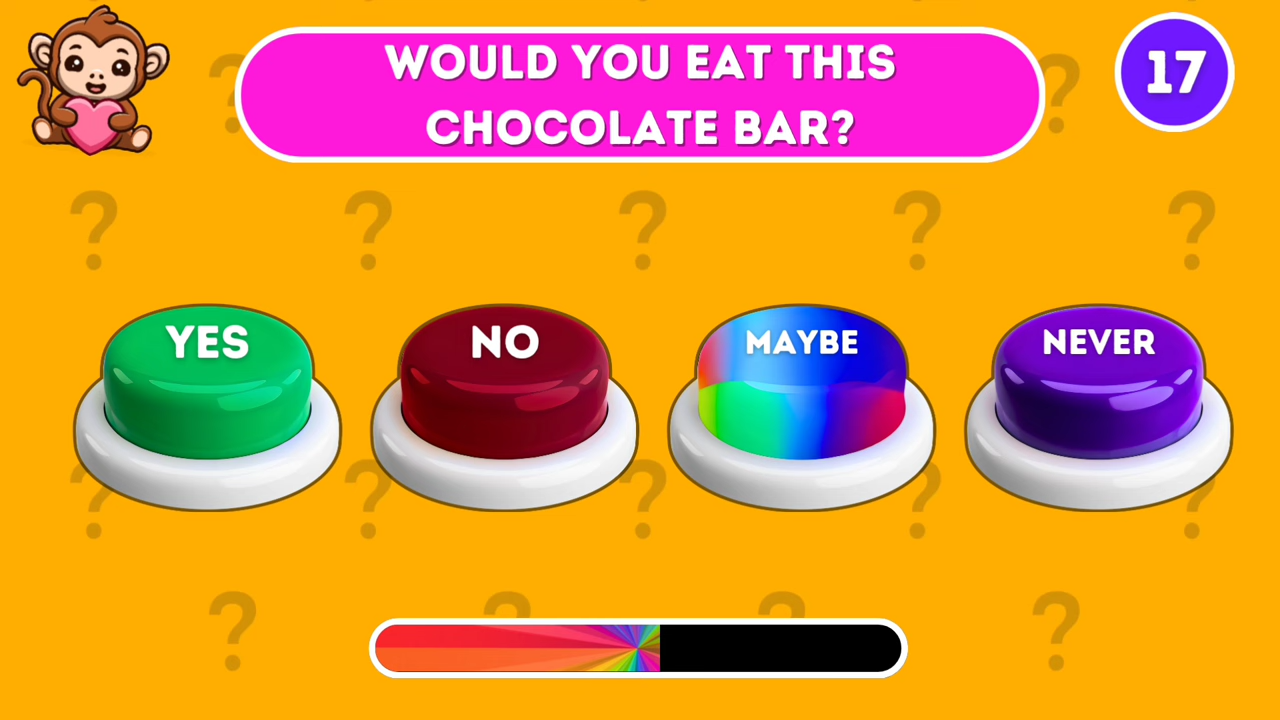 WOULD YOU EAT THIS
CHOCOLATE BAR?
17
YES
NO
MAYBE
NEVER